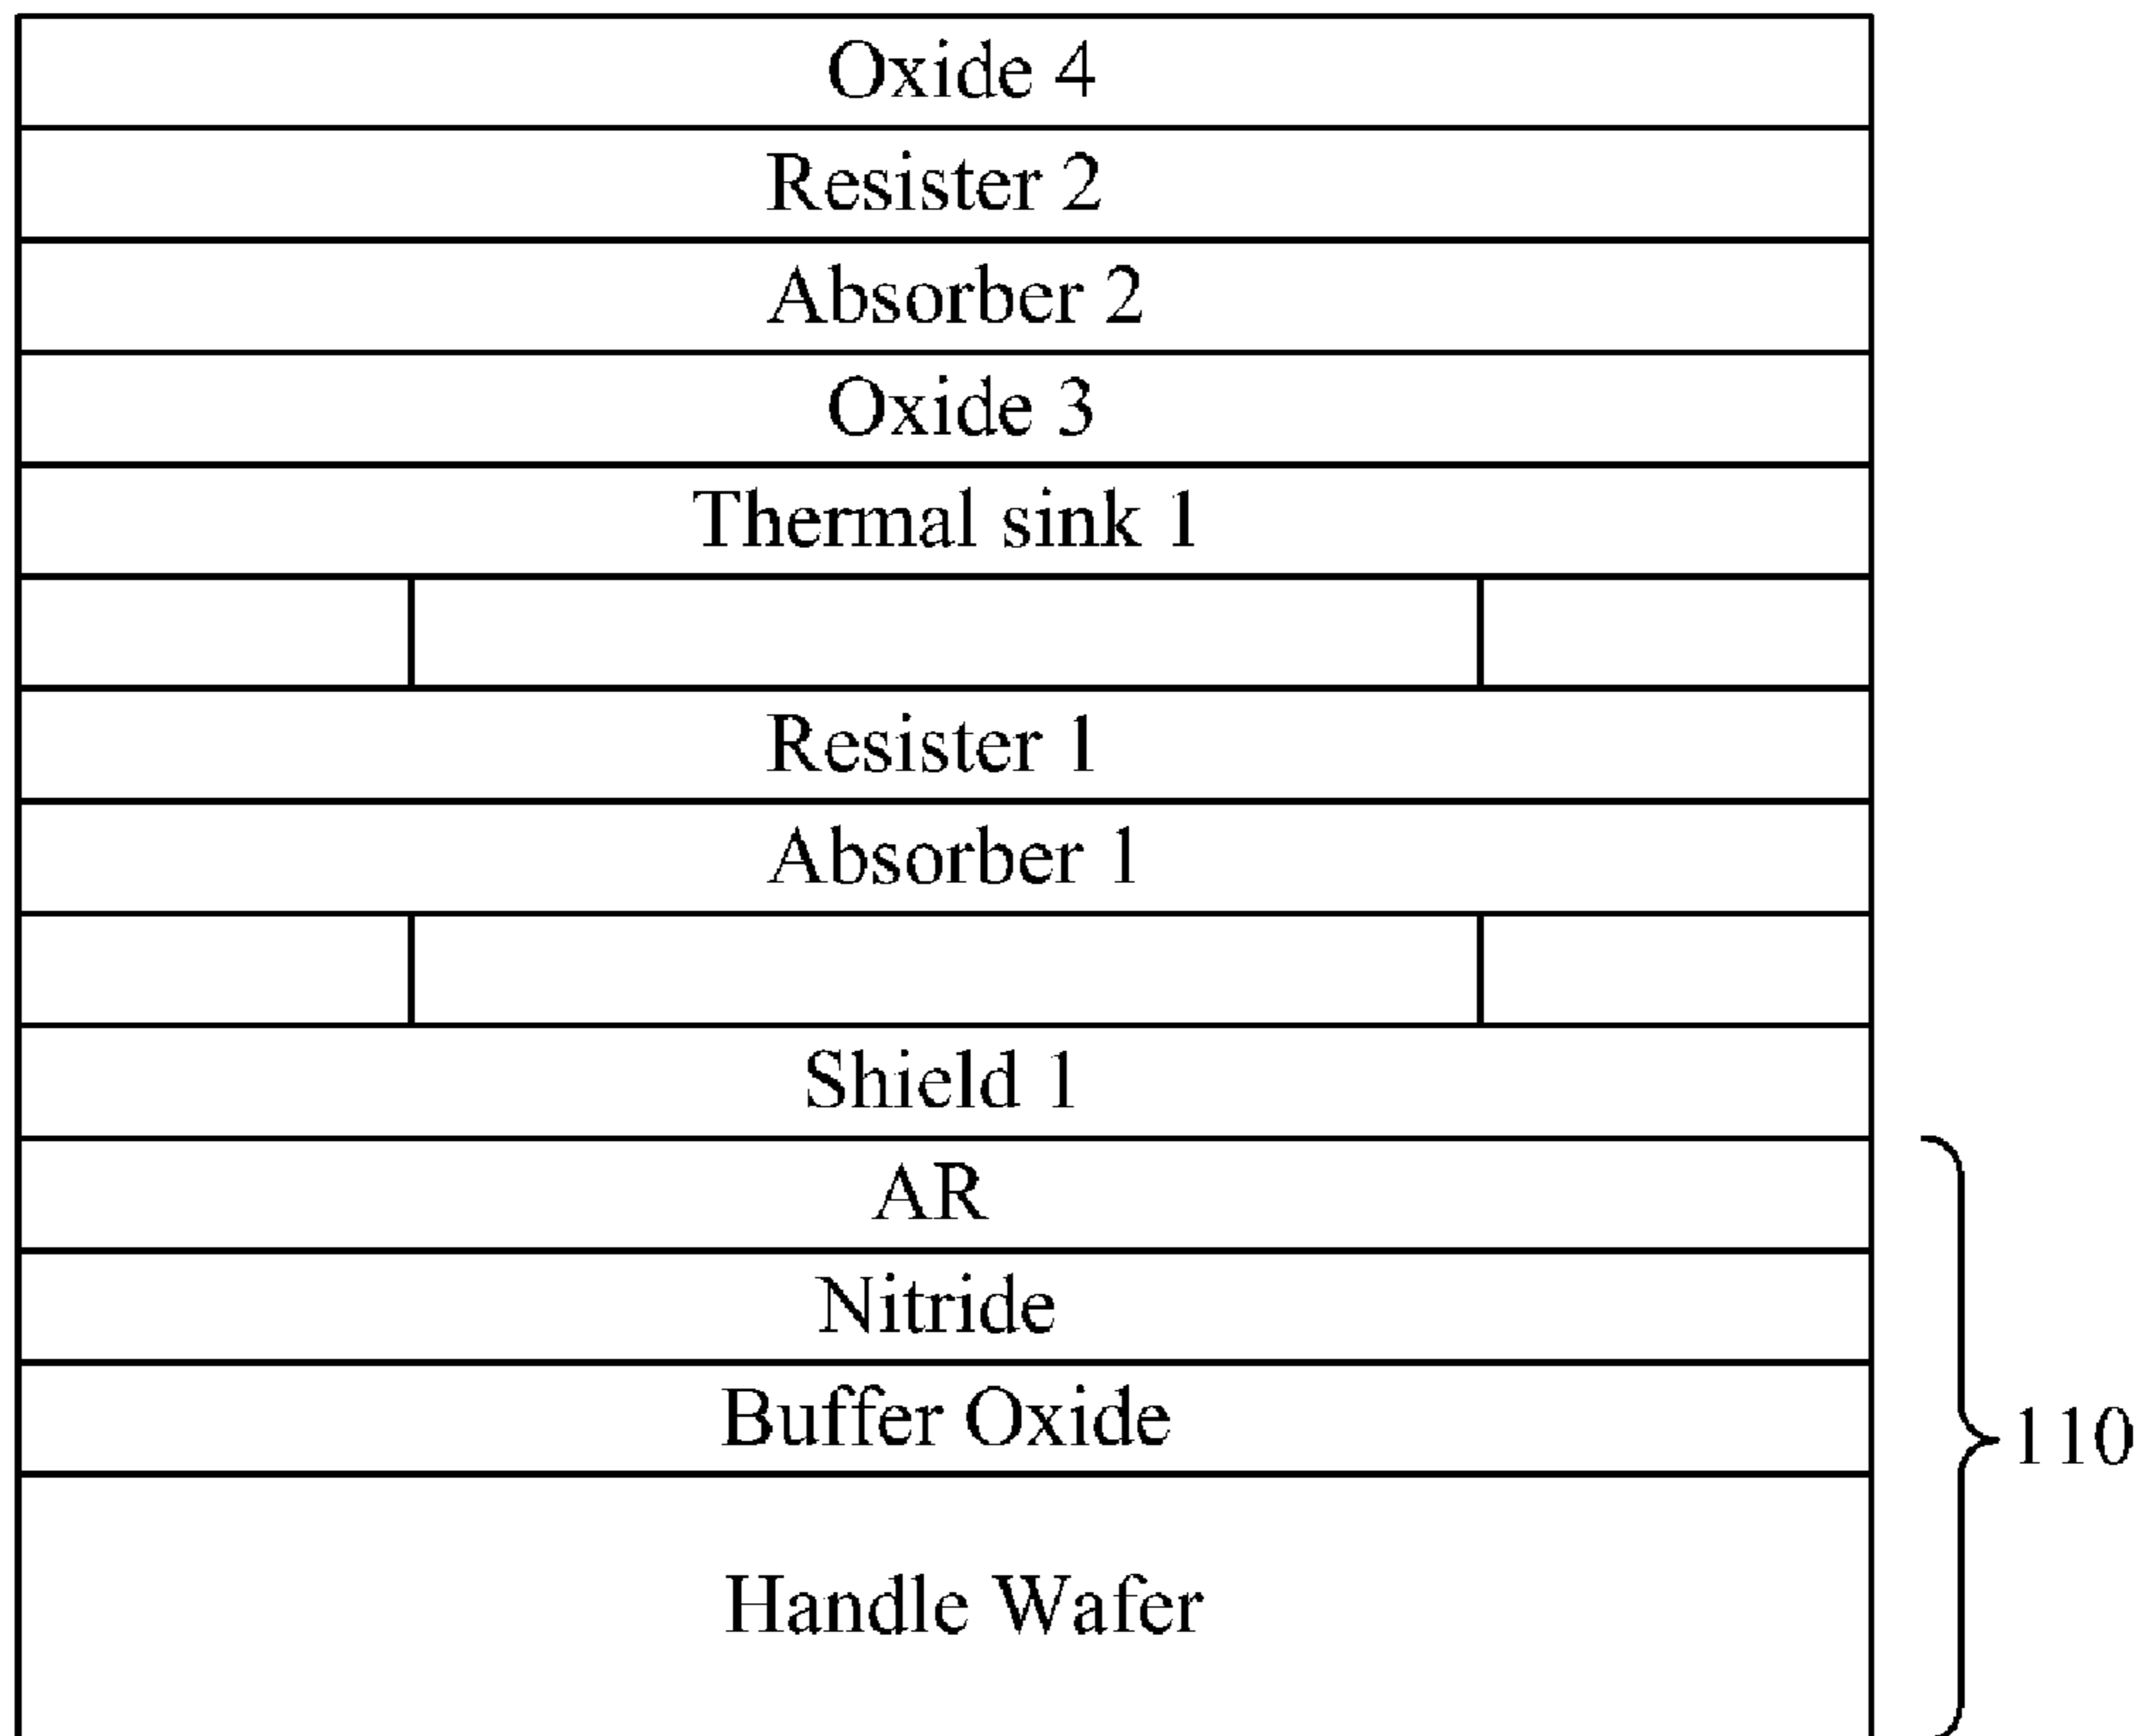 Oxide 4
Resister 2
Absorber 2
Oxide 3
Thermal sink 1
Resister 1
Absorber 1
Shield 1
AR
Nitride
Buffer Oxide
110
Handle Wafer